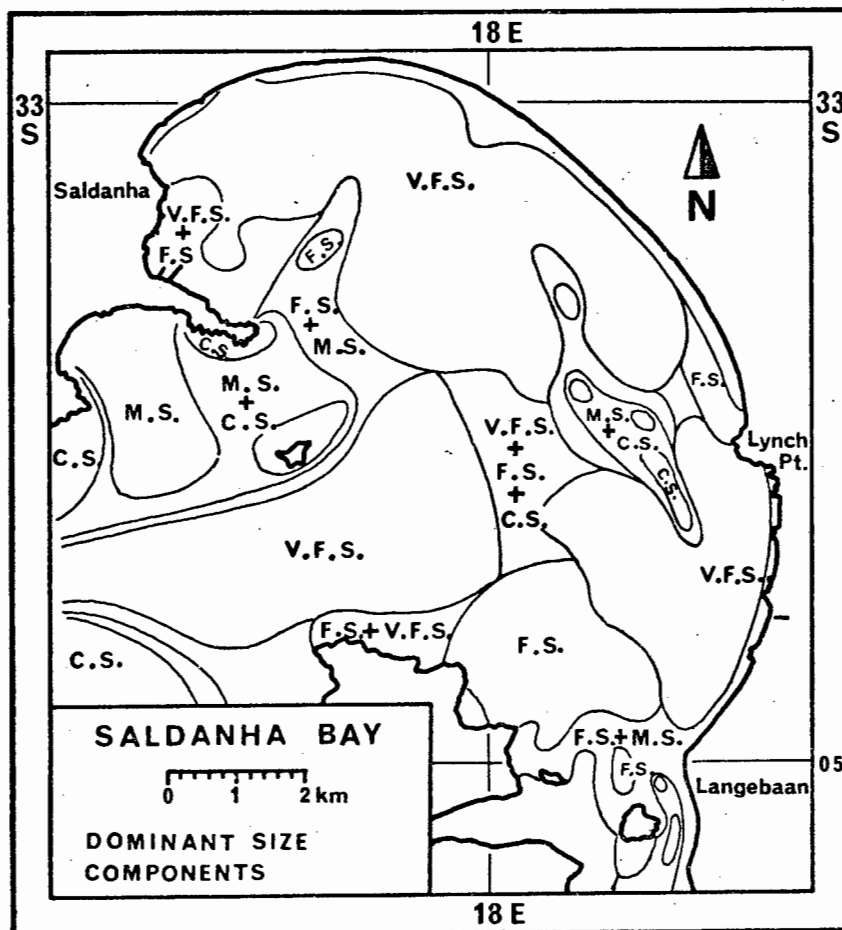 18 E
33
S
33
S
N
Saldanha
V.F.S.
+
F.S
V.F.S.
F.S.
F.S.
+
M.S.
C.S
M.S.
+
C.S.
M.S.
C.S.
F.S.
M.S.
+
C.S.
C.S.
Lynch
Pt.
V.F.S.
+
F.S.
+
C.S.
V.F.S.
V.F.S.
F.S.+ V.F.S.
F.S.
C.S.
F.S.+ M.S.
F.S.
05
Langebaan
SALDANHA BAY
0 1 2 km
DOMINANT SIZE
COMPONENTS
18 E